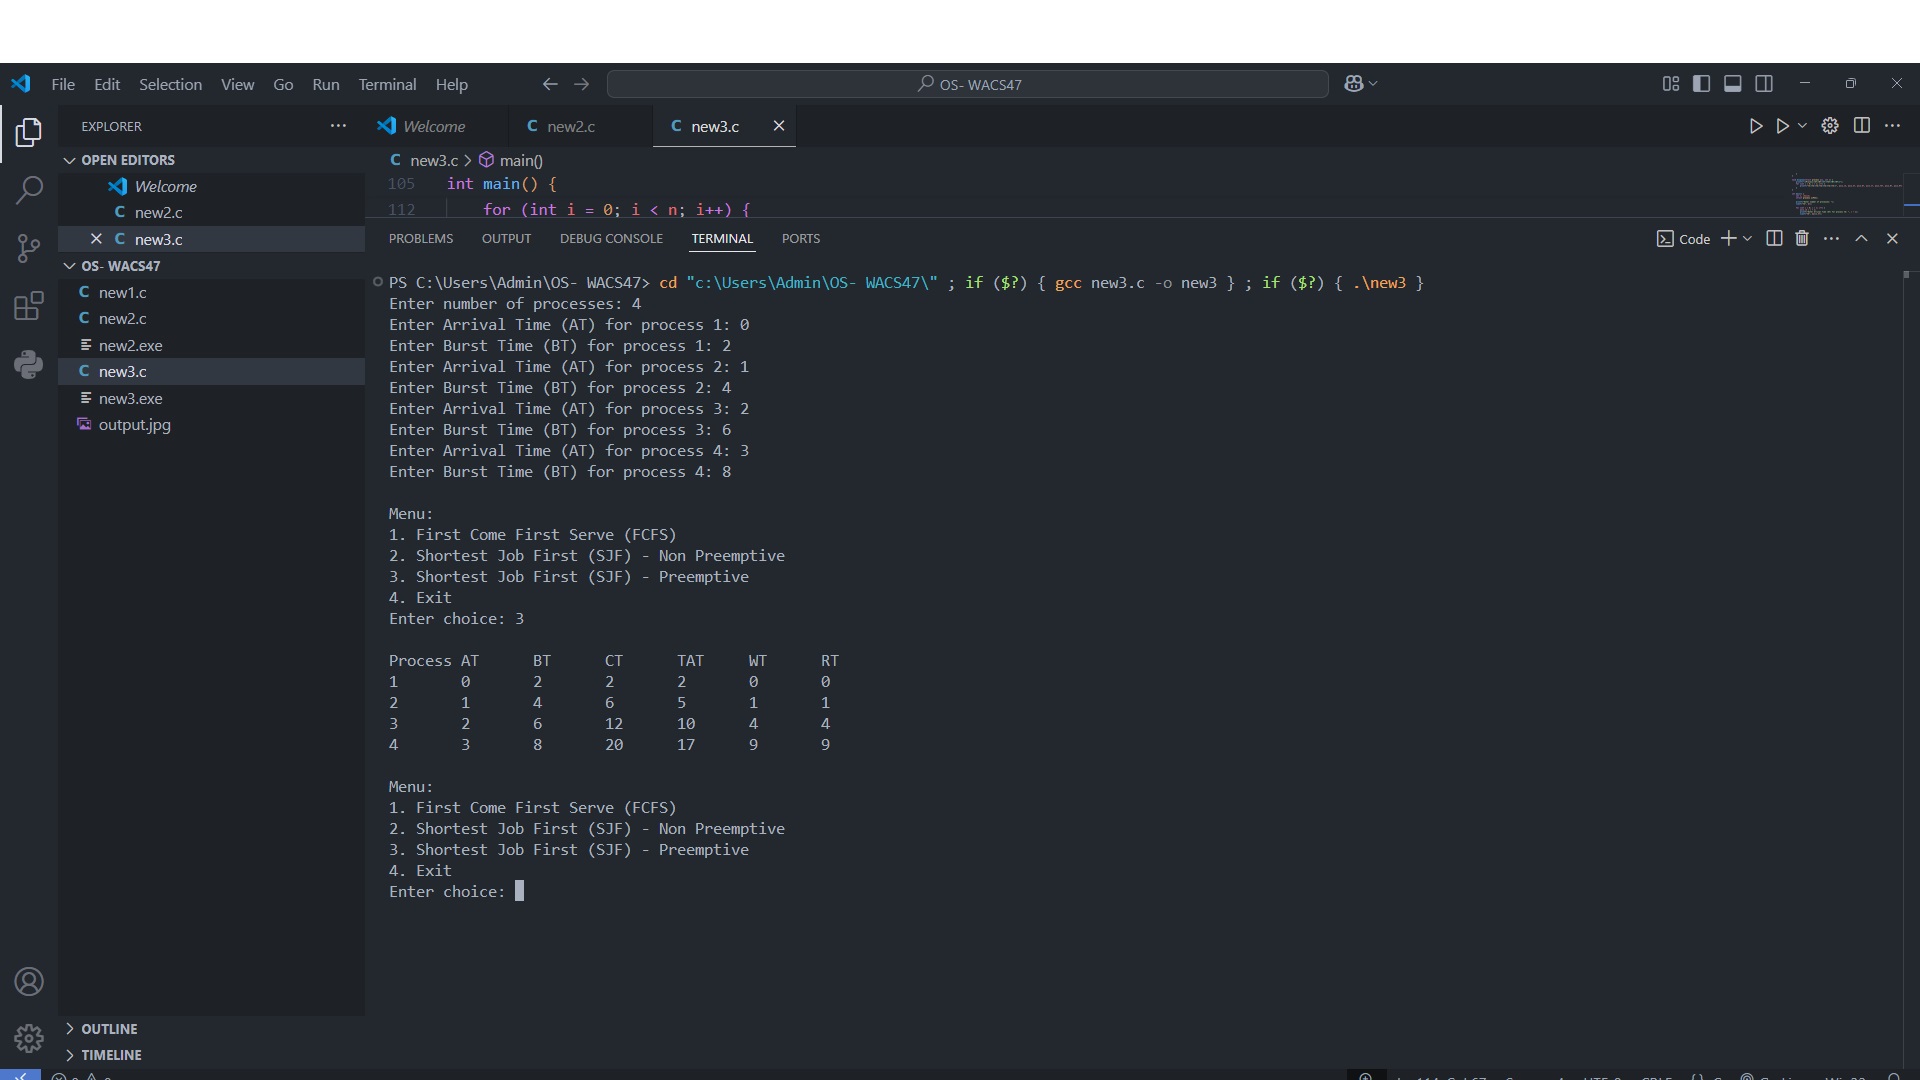 File Edit Selection View Go Run Terminal Help
OS- WACS47
EXPLORER
OPEN EDITORS
Welcome
new2.c
new3.c
OS- WACS47
new1.c
new2.c
new2.exe
new3.c
new3.exe
output.jpg
OUTLINE
TIMELINE
Welcome new2.c new3.c
new3.c > main()
105 int main() {
112 for (int i = 0; i < n; i++) {
PROBLEMS OUTPUT DEBUG CONSOLE TERMINAL PORTS
Code
PS C:\Users\Admin\OS- WACS47> cd "c:\Users\Admin\OS- WACS47\" ; if ($?) { gcc new3.c -o new3 } ; if ($?) { .\new3 }
Enter number of processes: 4
Enter Arrival Time (AT) for process 1: 0
Enter Burst Time (BT) for process 1: 2
Enter Arrival Time (AT) for process 2: 1
Enter Burst Time (BT) for process 2: 4
Enter Arrival Time (AT) for process 3: 2
Enter Burst Time (BT) for process 3: 6
Enter Arrival Time (AT) for process 4: 3
Enter Burst Time (BT) for process 4: 8
Menu:
1. First Come First Serve (FCFS)
2. Shortest Job First (SJF) - Non Preemptive
3. Shortest Job First (SJF) - Preemptive
4. Exit
Enter choice: 3
Process AT BT CT TAT WT RT
1 0 2 2 2 0 0
2 1 4 6 5 1 1
3 2 6 12 10 4 4
4 3 8 20 17 9 9
Menu:
1. First Come First Serve (FCFS)
2. Shortest Job First (SJF) - Non Preemptive
3. Shortest Job First (SJF) - Preemptive
4. Exit
Enter choice: